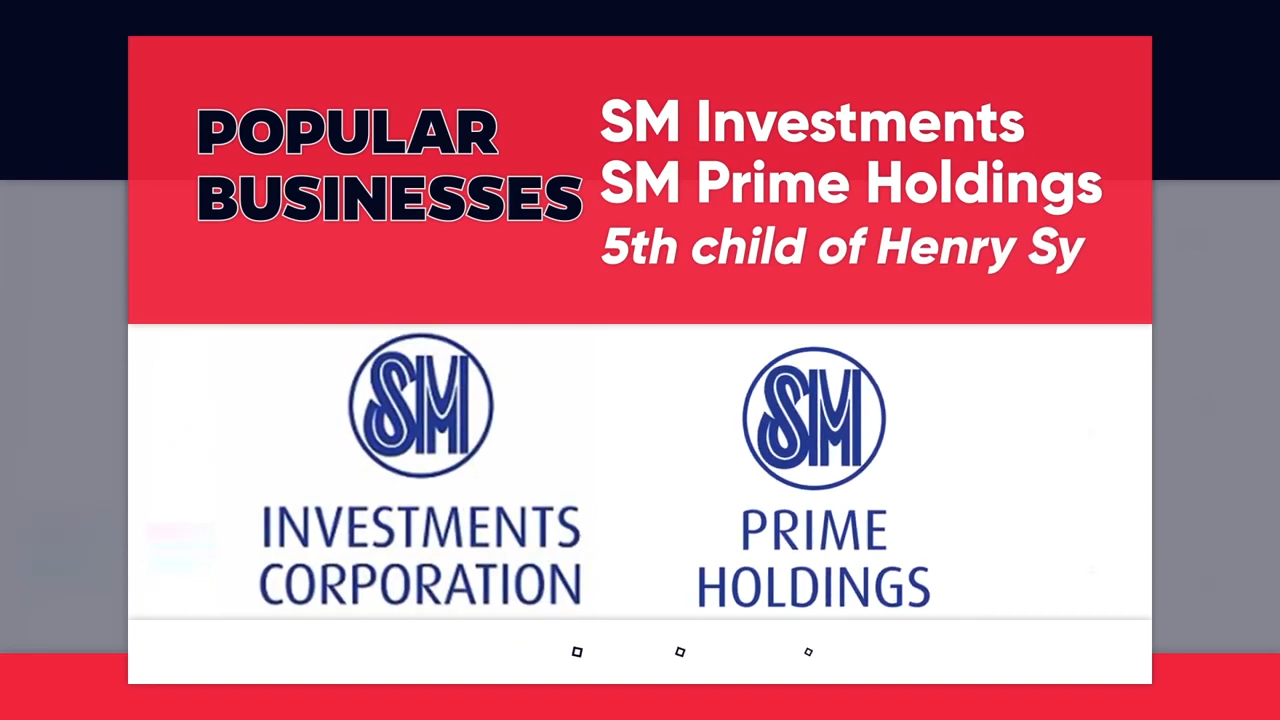 POPULAR
BUSINESSES
SM Investments
SM Prime Holdings
5th child of Henry Sy
SM
INVESTMENTS
CORPORATION
SM
PRIME
HOLDINGS